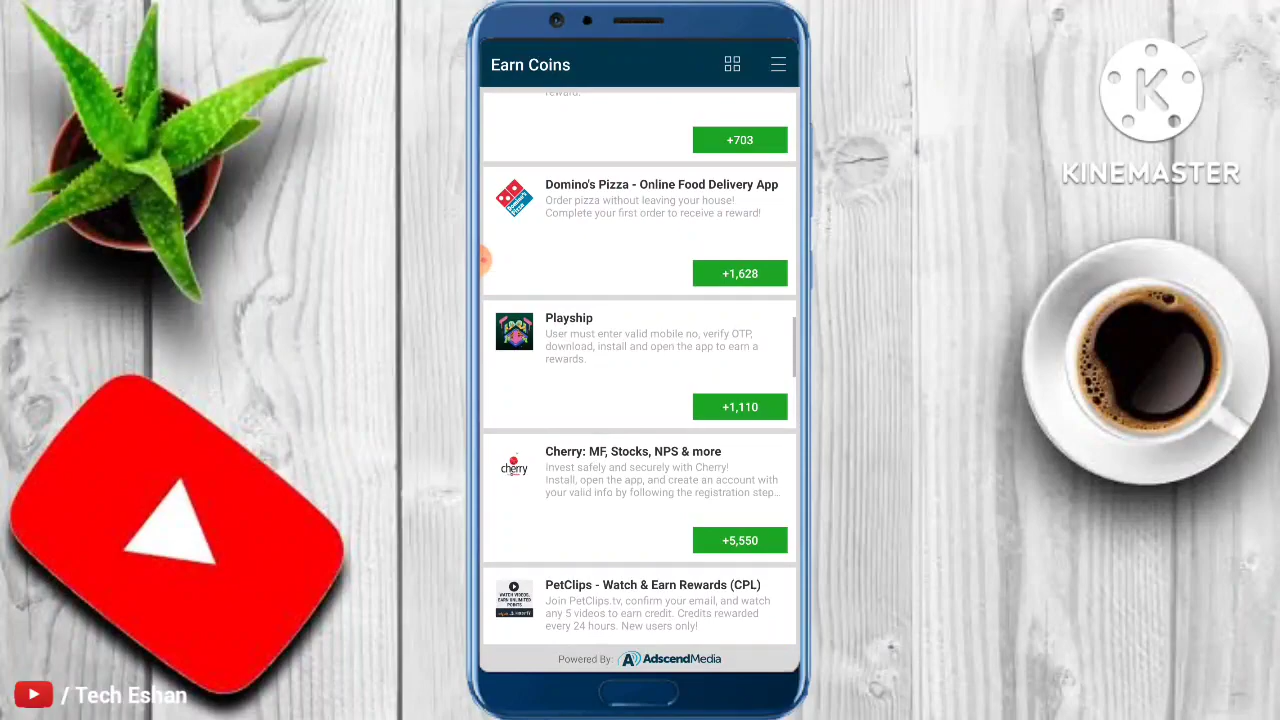 Earn Coins
reward.
+703
Domino's Pizza - Online Food Delivery App
Order pizza without leaving your house!
Complete your first order to receive a reward!
+1,628
Playship
User must enter valid mobile no, verify OTP,
download, install and open the app to earn a
rewards.
+1,110
Cherry: MF, Stocks, NPS & more
cherry
Invest safely and securely with Cherry!
Install, open the app, and create an account with
your valid info by following the registration step...
+5,550
PetClips - Watch & Earn Rewards (CPL)
WATCH VIDEOS,
EARN UNLIMITED
POINTS
Join PetClips.tv, confirm your email, and watch
any 5 videos to earn credit. Credits rewarded
every 24 hours. New users only!
Powered By: AdscendMedia
K
KINEMASTER
/ Tech Eshan